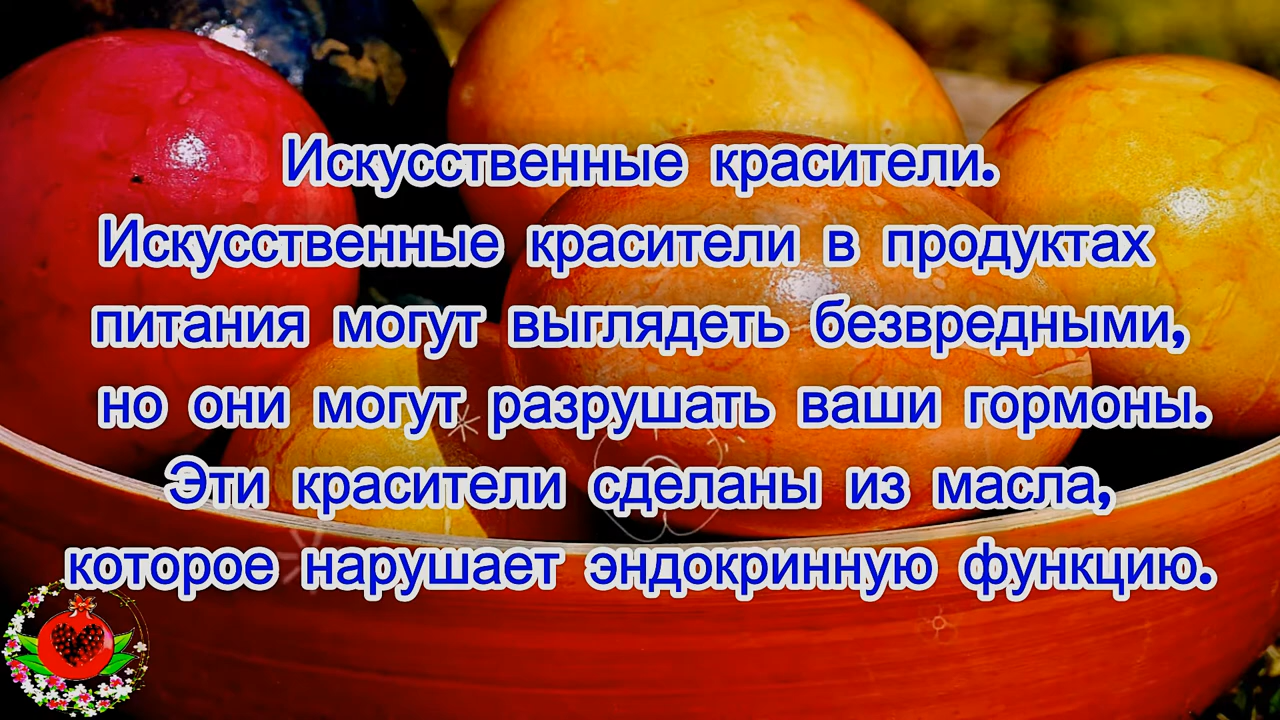 Искусственные красители.
Искусственные красители в продуктах
питания могут выглядеть безвредными,
но они могут разрушать ваши гормоны.
Эти красители сделаны из масла,
которое нарушает эндокринную функцию.